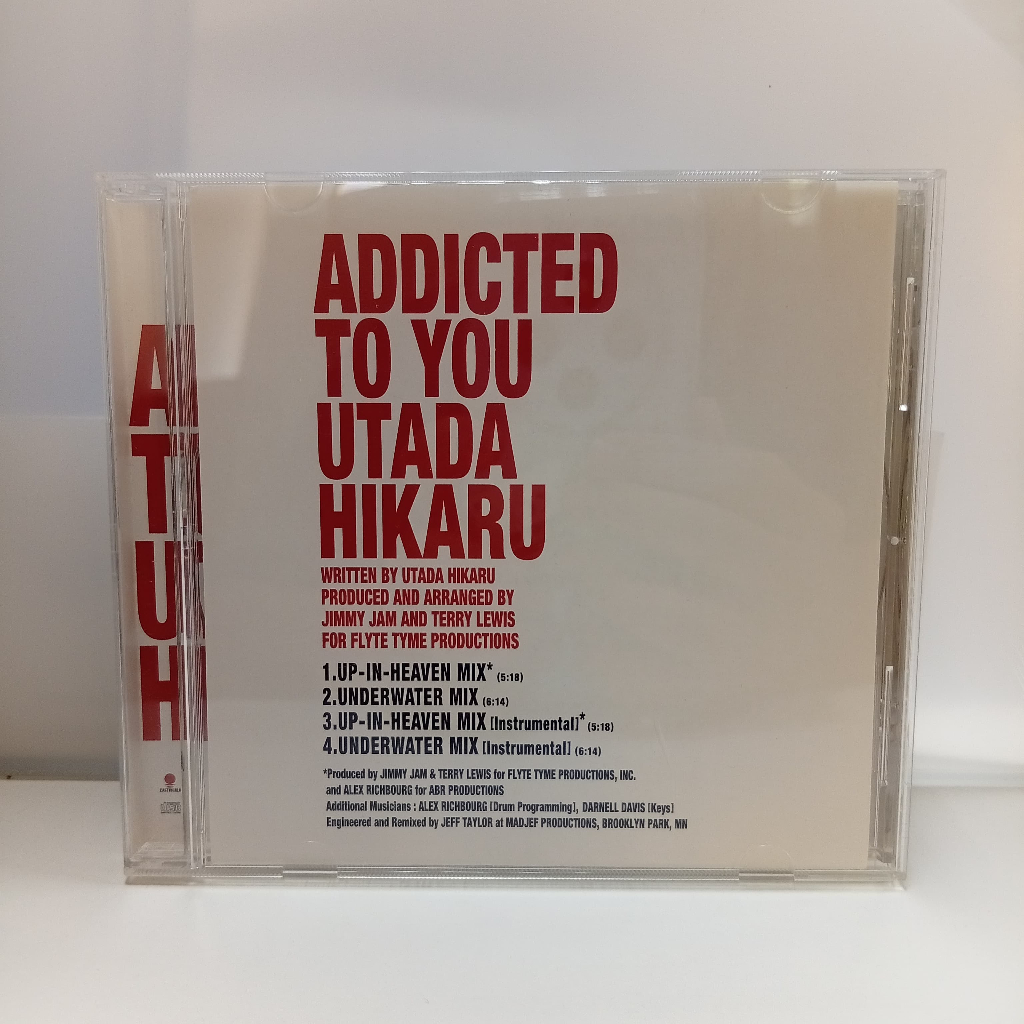 ADDICTED
TO YOU
UTADA
HIKARU
WRITTEN BY UTADA HIKARU
PRODUCED AND ARRANGED BY
JIMMY JAM AND TERRY LEWIS
FOR FLYTE TYME PRODUCTIONS
1.UP-IN-HEAVEN MIX* (5:18)
2.UNDERWATER MIX (6:14)
3.UP-IN-HEAVEN MIX [Instrumental]* (5:18)
4.UNDERWATER MIX [Instrumental] (6:14)
*Produced by JIMMY JAM & TERRY LEWIS for FLYTE TYME PRODUCTIONS, INC.
and ALEX RICHBOURG for ABR PRODUCTIONS
Additional Musicians : ALEX RICHBOURG [Drum Programming], DARNELL DAVIS [Keys]
Engineered and Remixed by JEFF TAYLOR at MADJEF PRODUCTIONS, BROOKLYN PARK, MN
A
T
U
H
EASTWORLD